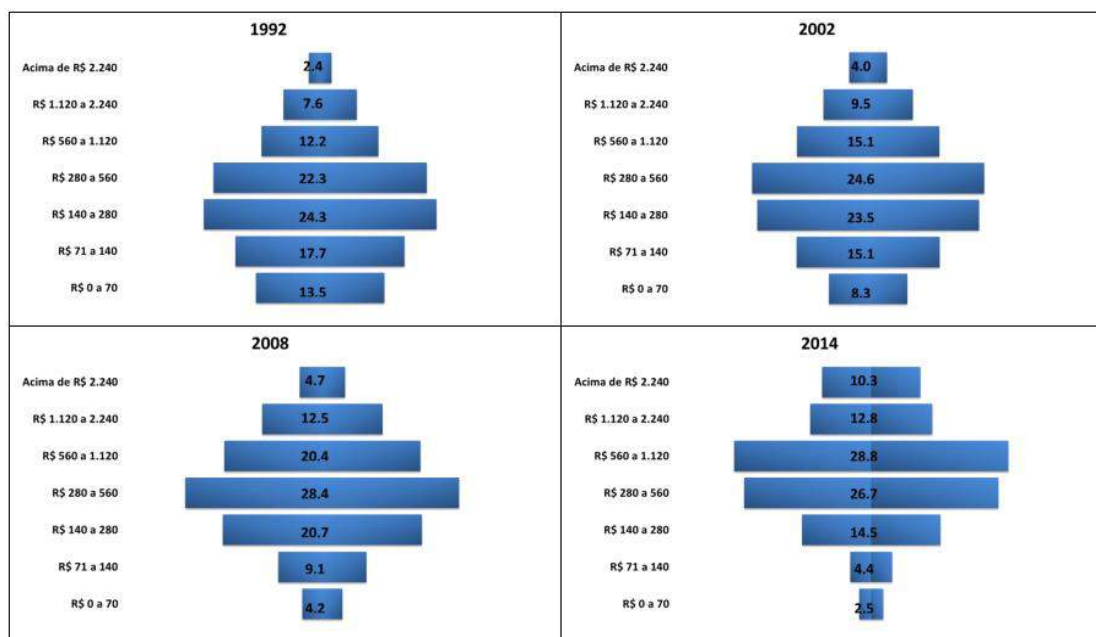 1992
Acima de R$ 2.240 2.4
R$ 1.120 a 2.240 7.6
R$ 560 a 1.120 12.2
R$ 280 a 560 22.3
R$ 140 a 280 24.3
R$ 71 a 140 17.7
R$ 0 a 70 13.5
2002
Acima de R$ 2.240 4.0
R$ 1.120 a 2.240 9.5
R$ 560 a 1.120 15.1
R$ 280 a 560 24.6
R$ 140 a 280 23.5
R$ 71 a 140 15.1
R$ 0 a 70 8.3
2008
Acima de R$ 2.240 4.7
R$ 1.120 a 2.240 12.5
R$ 560 a 1.120 20.4
R$ 280 a 560 28.4
R$ 140 a 280 20.7
R$ 71 a 140 9.1
R$ 0 a 70 4.2
2014
Acima de R$ 2.240 10.3
R$ 1.120 a 2.240 12.8
R$ 560 a 1.120 28.8
R$ 280 a 560 26.7
R$ 140 a 280 14.5
R$ 71 a 140 4.4
R$ 0 a 70 2.5